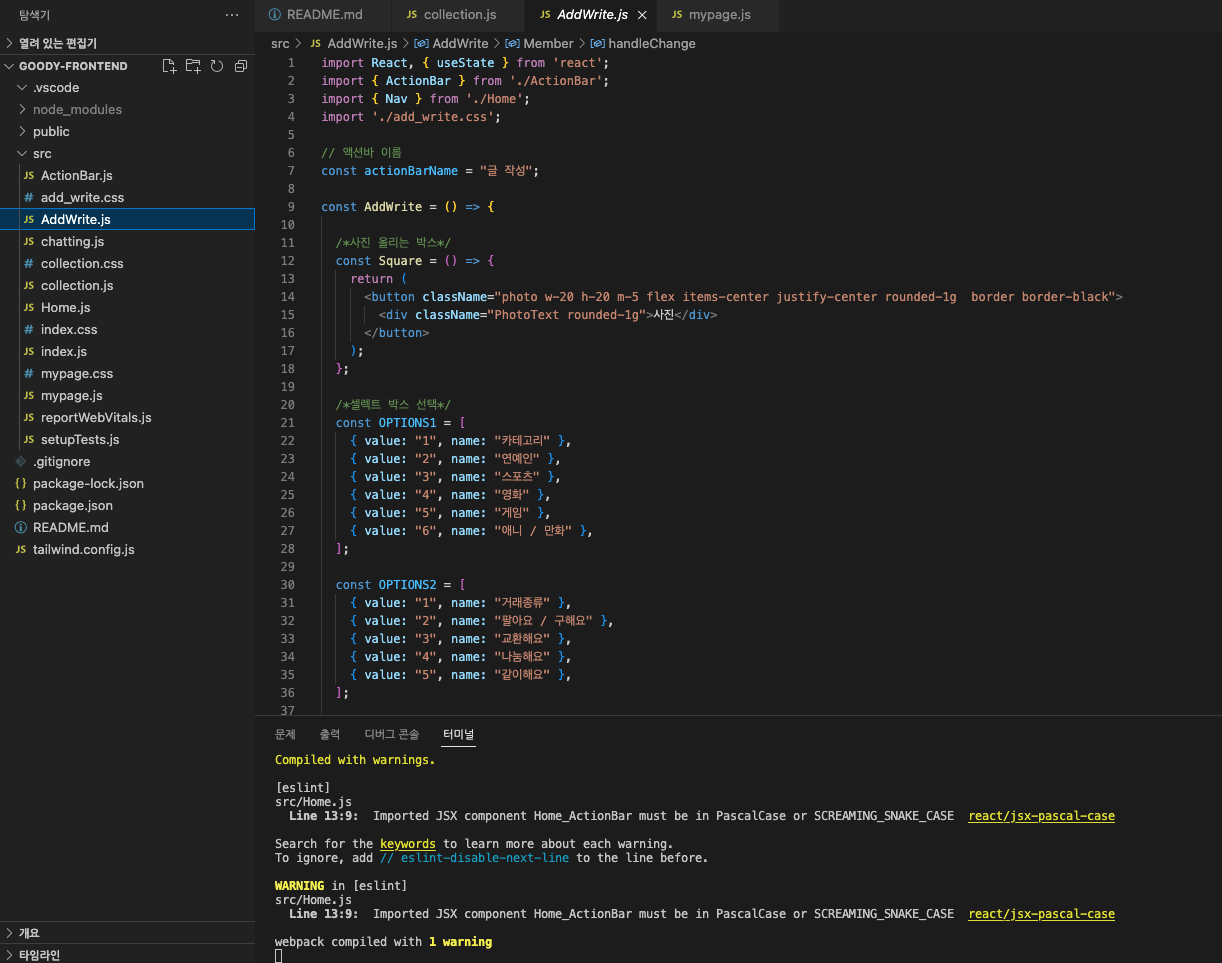 탐색기 ···
열려 있는 편집기
GOODY-FRONTEND
.vscode
node_modules
public
src
JS ActionBar.js
# add_write.css
JS AddWrite.js
JS chatting.js
# collection.css
JS collection.js
JS Home.js
# index.css
JS index.js
# mypage.css
JS mypage.js
JS reportWebVitals.js
JS setupTests.js
.gitignore
{} package-lock.json
{} package.json
README.md
JS tailwind.config.js
개요
타임라인
README.md JS collection.js JS AddWrite.js JS mypage.js
src > JS AddWrite.js > AddWrite > Member > handleChange
1 import React, { useState } from 'react';
2 import { ActionBar } from './ActionBar';
3 import { Nav } from './Home';
4 import './add_write.css';
5
6 // 액션바 이름
7 const actionBarName = "글 작성";
8
9 const AddWrite = () => {
10
11 /*사진 올리는 박스*/
12 const Square = () => {
13 return (
14 <button className="photo w-20 h-20 m-5 flex items-center justify-center rounded-1g  border border-black">
15 <div className="PhotoText rounded-1g">사진</div>
16 </button>
17 );
18 };
19
20 /*셀렉트 박스 선택*/
21 const OPTIONS1 = [
22 { value: "1", name: "카테고리" },
23 { value: "2", name: "연예인" },
24 { value: "3", name: "스포츠" },
25 { value: "4", name: "영화" },
26 { value: "5", name: "게임" },
27 { value: "6", name: "애니 / 만화" },
28 ];
29
30 const OPTIONS2 = [
31 { value: "1", name: "거래종류" },
32 { value: "2", name: "팔아요 / 구해요" },
33 { value: "3", name: "교환해요" },
34 { value: "4", name: "나눔해요" },
35 { value: "5", name: "같이해요" },
36 ];
37
문제 출력 디버그 콘솔 터미널
Compiled with warnings.
[eslint]
src/Home.js
Line 13:9:  Imported JSX component Home_ActionBar must be in PascalCase or SCREAMING_SNAKE_CASE  react/jsx-pascal-case
Search for the keywords to learn more about each warning.
To ignore, add // eslint-disable-next-line to the line before.
WARNING in [eslint]
src/Home.js
Line 13:9:  Imported JSX component Home_ActionBar must be in PascalCase or SCREAMING_SNAKE_CASE  react/jsx-pascal-case
webpack compiled with 1 warning